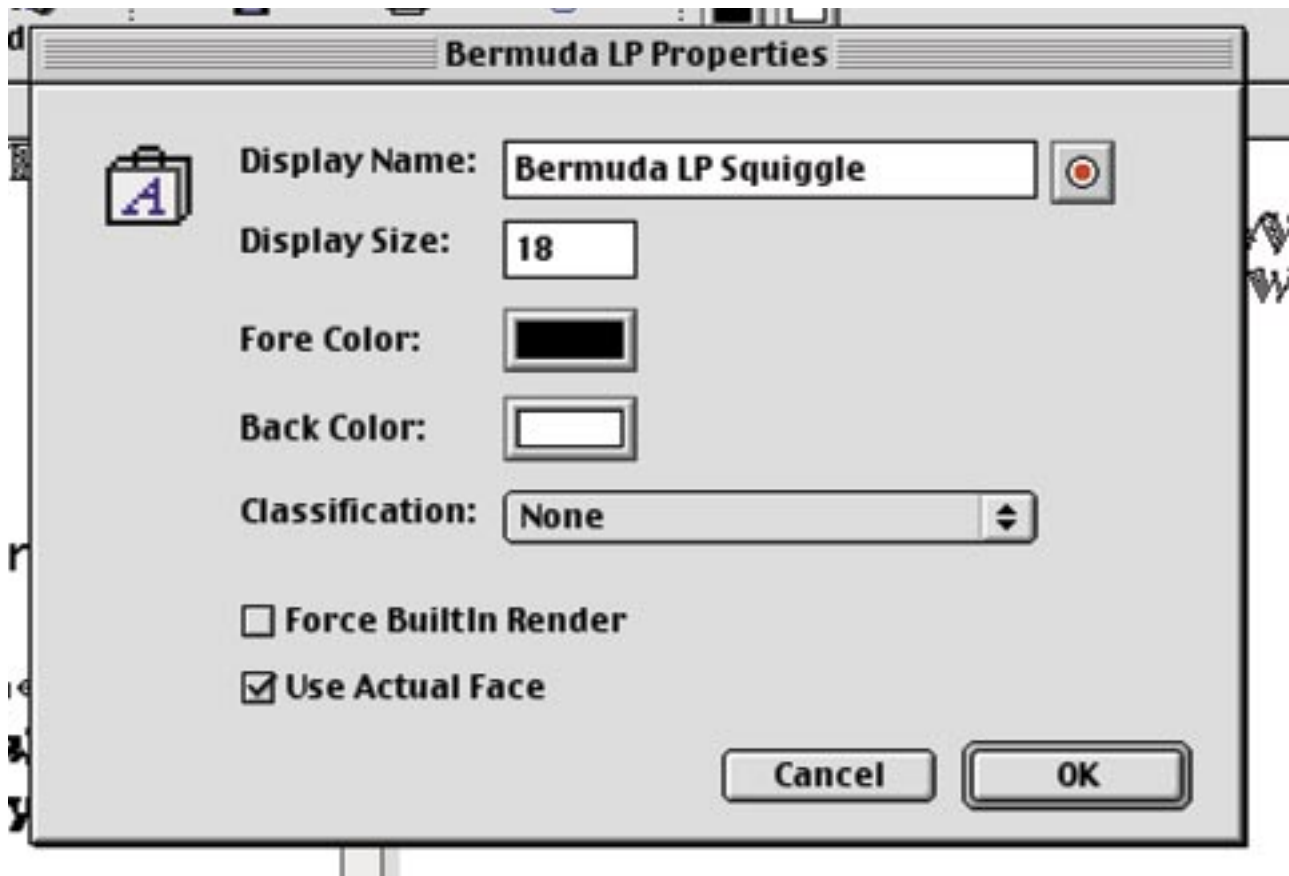 Bermuda LP Properties
A
Display Name: Bermuda LP Squiggle
Display Size: 18
Fore Color:
Back Color:
Classification: None
Force BuiltIn Render
Use Actual Face
Cancel OK